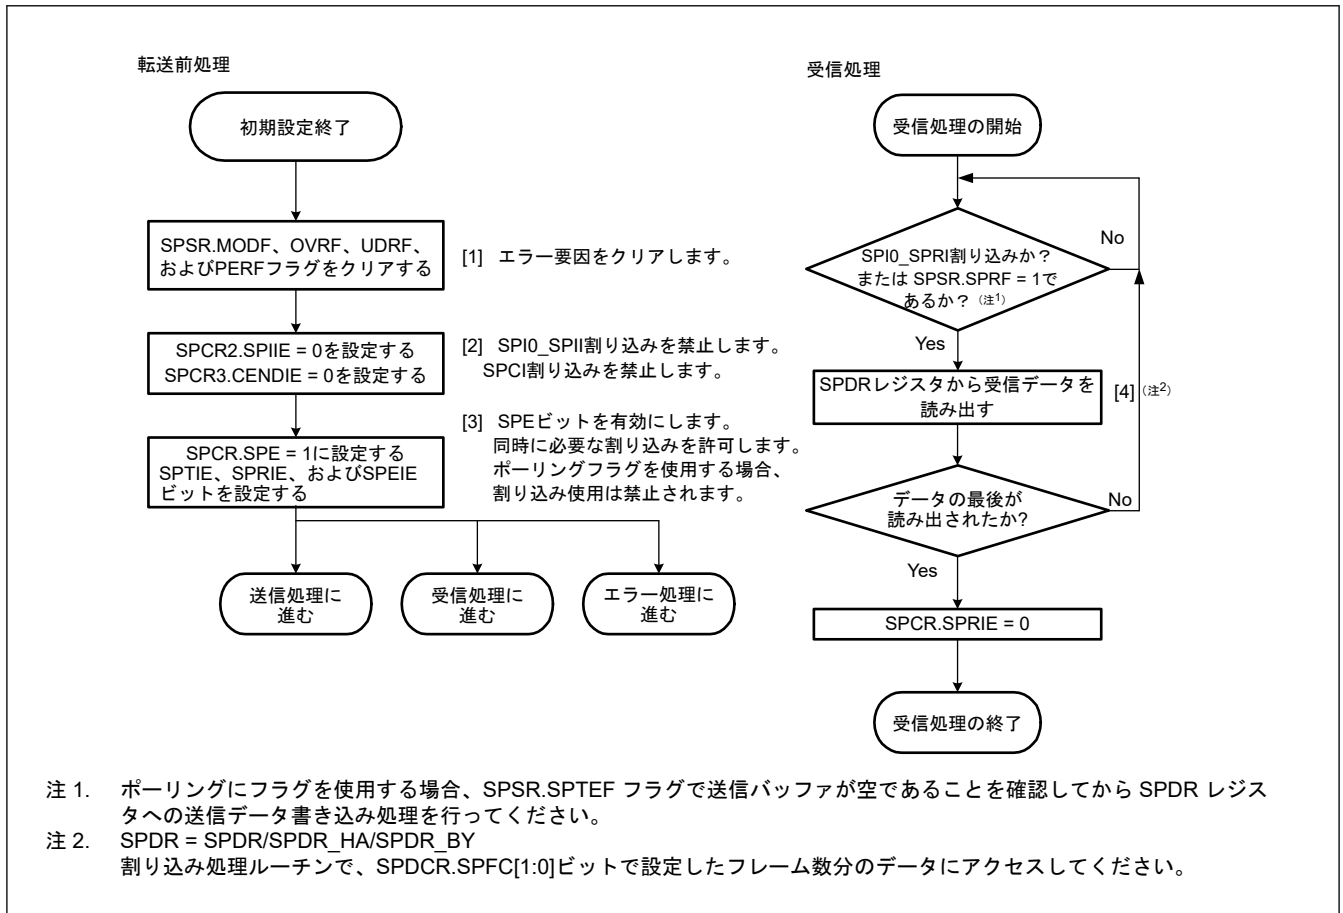 転送前処理
初期設定終了
SPSR.MODF、OVRF、UDRF、
およびPERFフラグをクリアする
[1] エラー要因をクリアします。
SPCR2.SPIIE = 0を設定する
SPCR3.CENDIE = 0を設定する
[2] SPI0_SPII割り込みを禁止します。
SPCI割り込みを禁止します。
SPCR.SPE = 1に設定する
SPTIE、SPRIE、およびSPEIE
ビットを設定する
[3] SPEビットを有効にします。
同時に必要な割り込みを許可します。
ポーリングフラグを使用する場合、
割り込み使用は禁止されます。
送信処理に
進む
受信処理に
進む
エラー処理に
進む
受信処理
受信処理の開始
SPI0_SPRI割り込みか？
または SPSR.SPRF = 1で
あるか？（注1）
No
Yes
SPDRレジスタから受信データを
読み出す
[4]（注2）
データの最後が
読み出されたか?
No
Yes
SPCR.SPRIE = 0
受信処理の終了
注 1. ポーリングにフラグを使用する場合、SPSR.SPTEF フラグで送信バッファが空であることを確認してから SPDR レジス
タへの送信データ書き込み処理を行ってください。
注 2. SPDR = SPDR/SPDR_HA/SPDR_BY
割り込み処理ルーチンで、SPDCR.SPFC[1:0]ビットで設定したフレーム数分のデータにアクセスしてください。